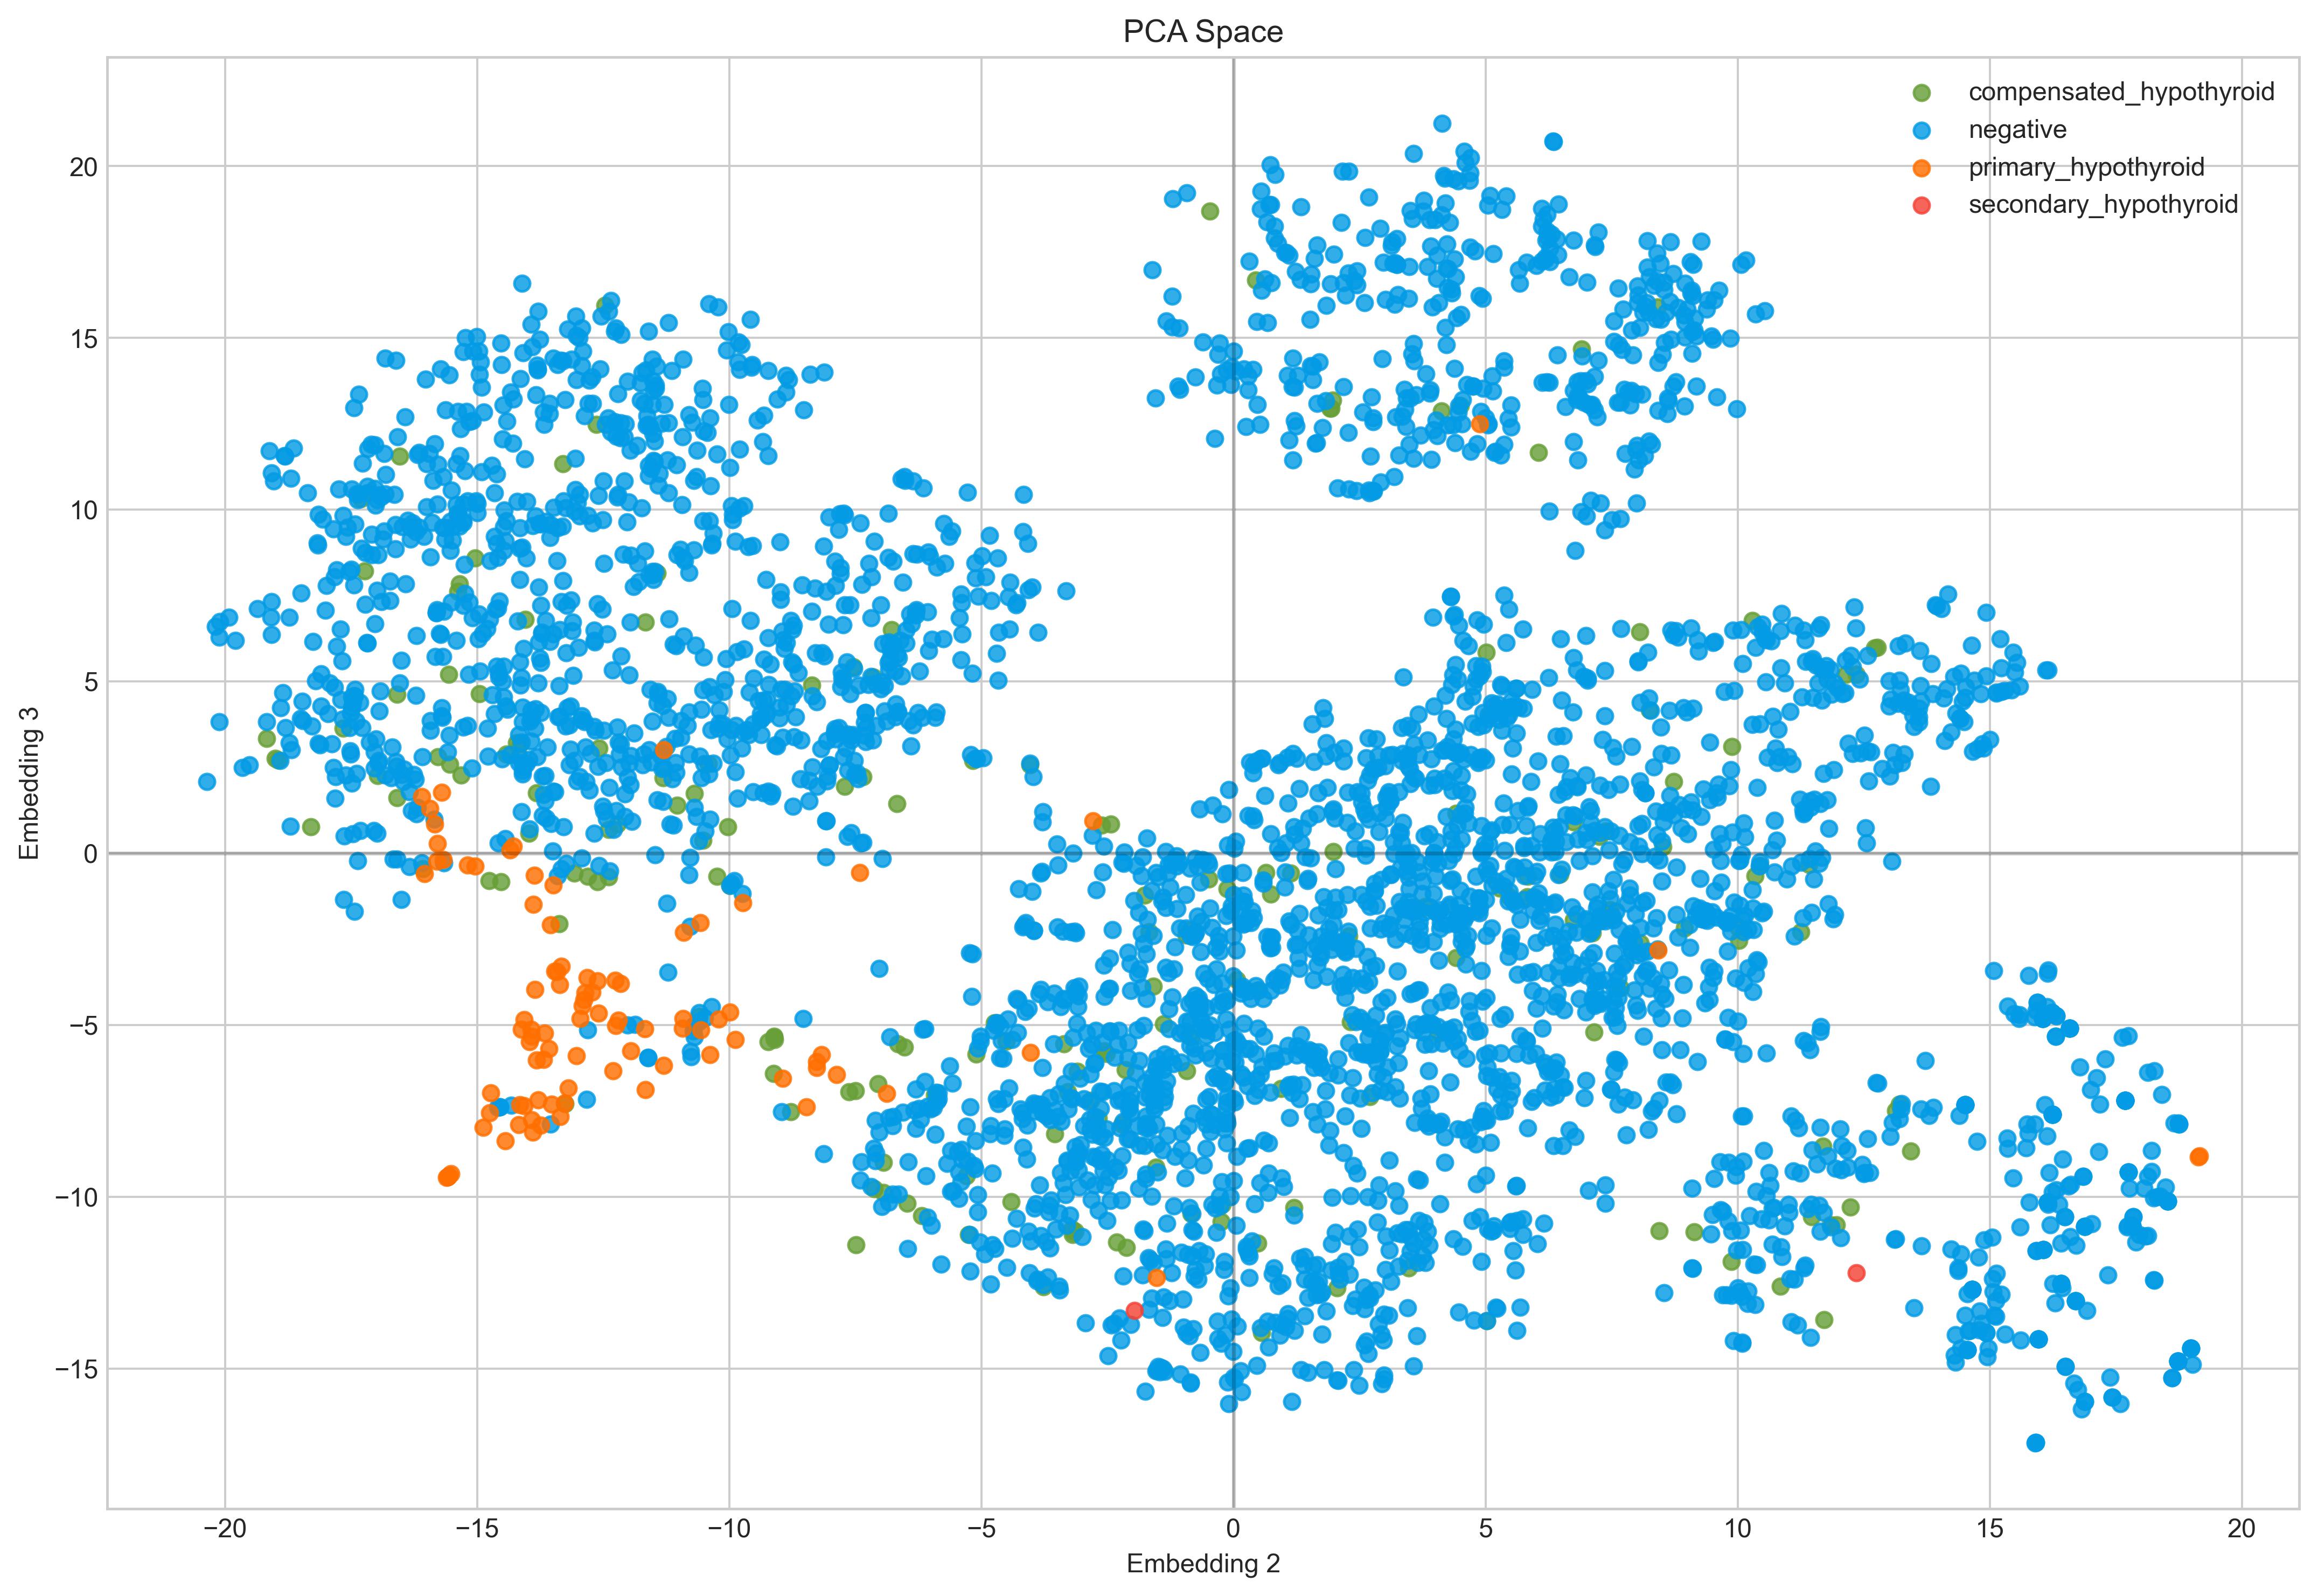 PCA Space
compensated_hypothyroid
negative
primary_hypothyroid
secondary_hypothyroid
20
15
10
5
0
−5
−10
−15
Embedding 3
−20 −15 −10 −5 0 5 10 15 20
Embedding 2